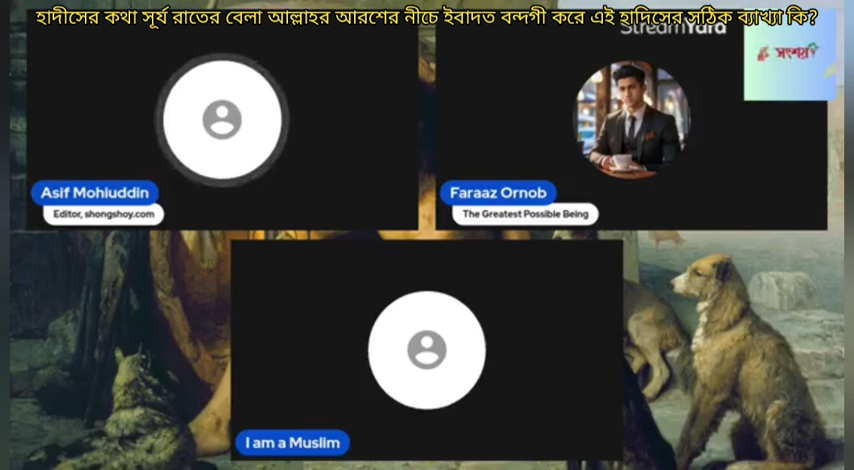 হাদীসের কথা সূর্য রাতের বেলা আল্লাহর আরশের নীচে ইবাদত বন্দগী করে এই হাদিসের সঠিক ব্যাখ্যা কি?
StreamYard
সংশয়
Asif Mohiuddin
Editor, shongshoy.com
Faraaz Ornob
The Greatest Possible Being
I am a Muslim